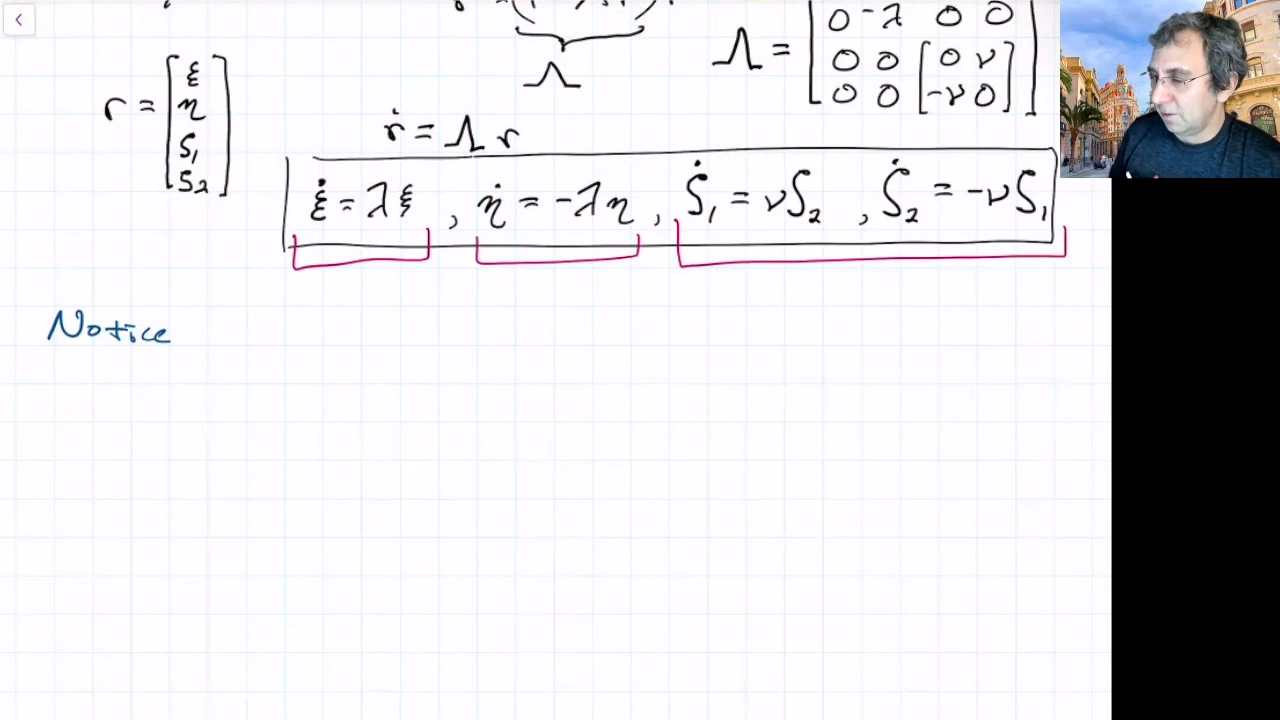 Λ
Λ = [ 0 -λ 0 0
0 0 0 ν
0 0 -ν 0 ]
r = [ ξ
η
ζ₁
ζ₂ ]
ṙ = Λ r
ξ̇ = λξ , η̇ = -λη , ζ̇₁ = νζ₂ , ζ̇₂ = -νζ₁
Notice